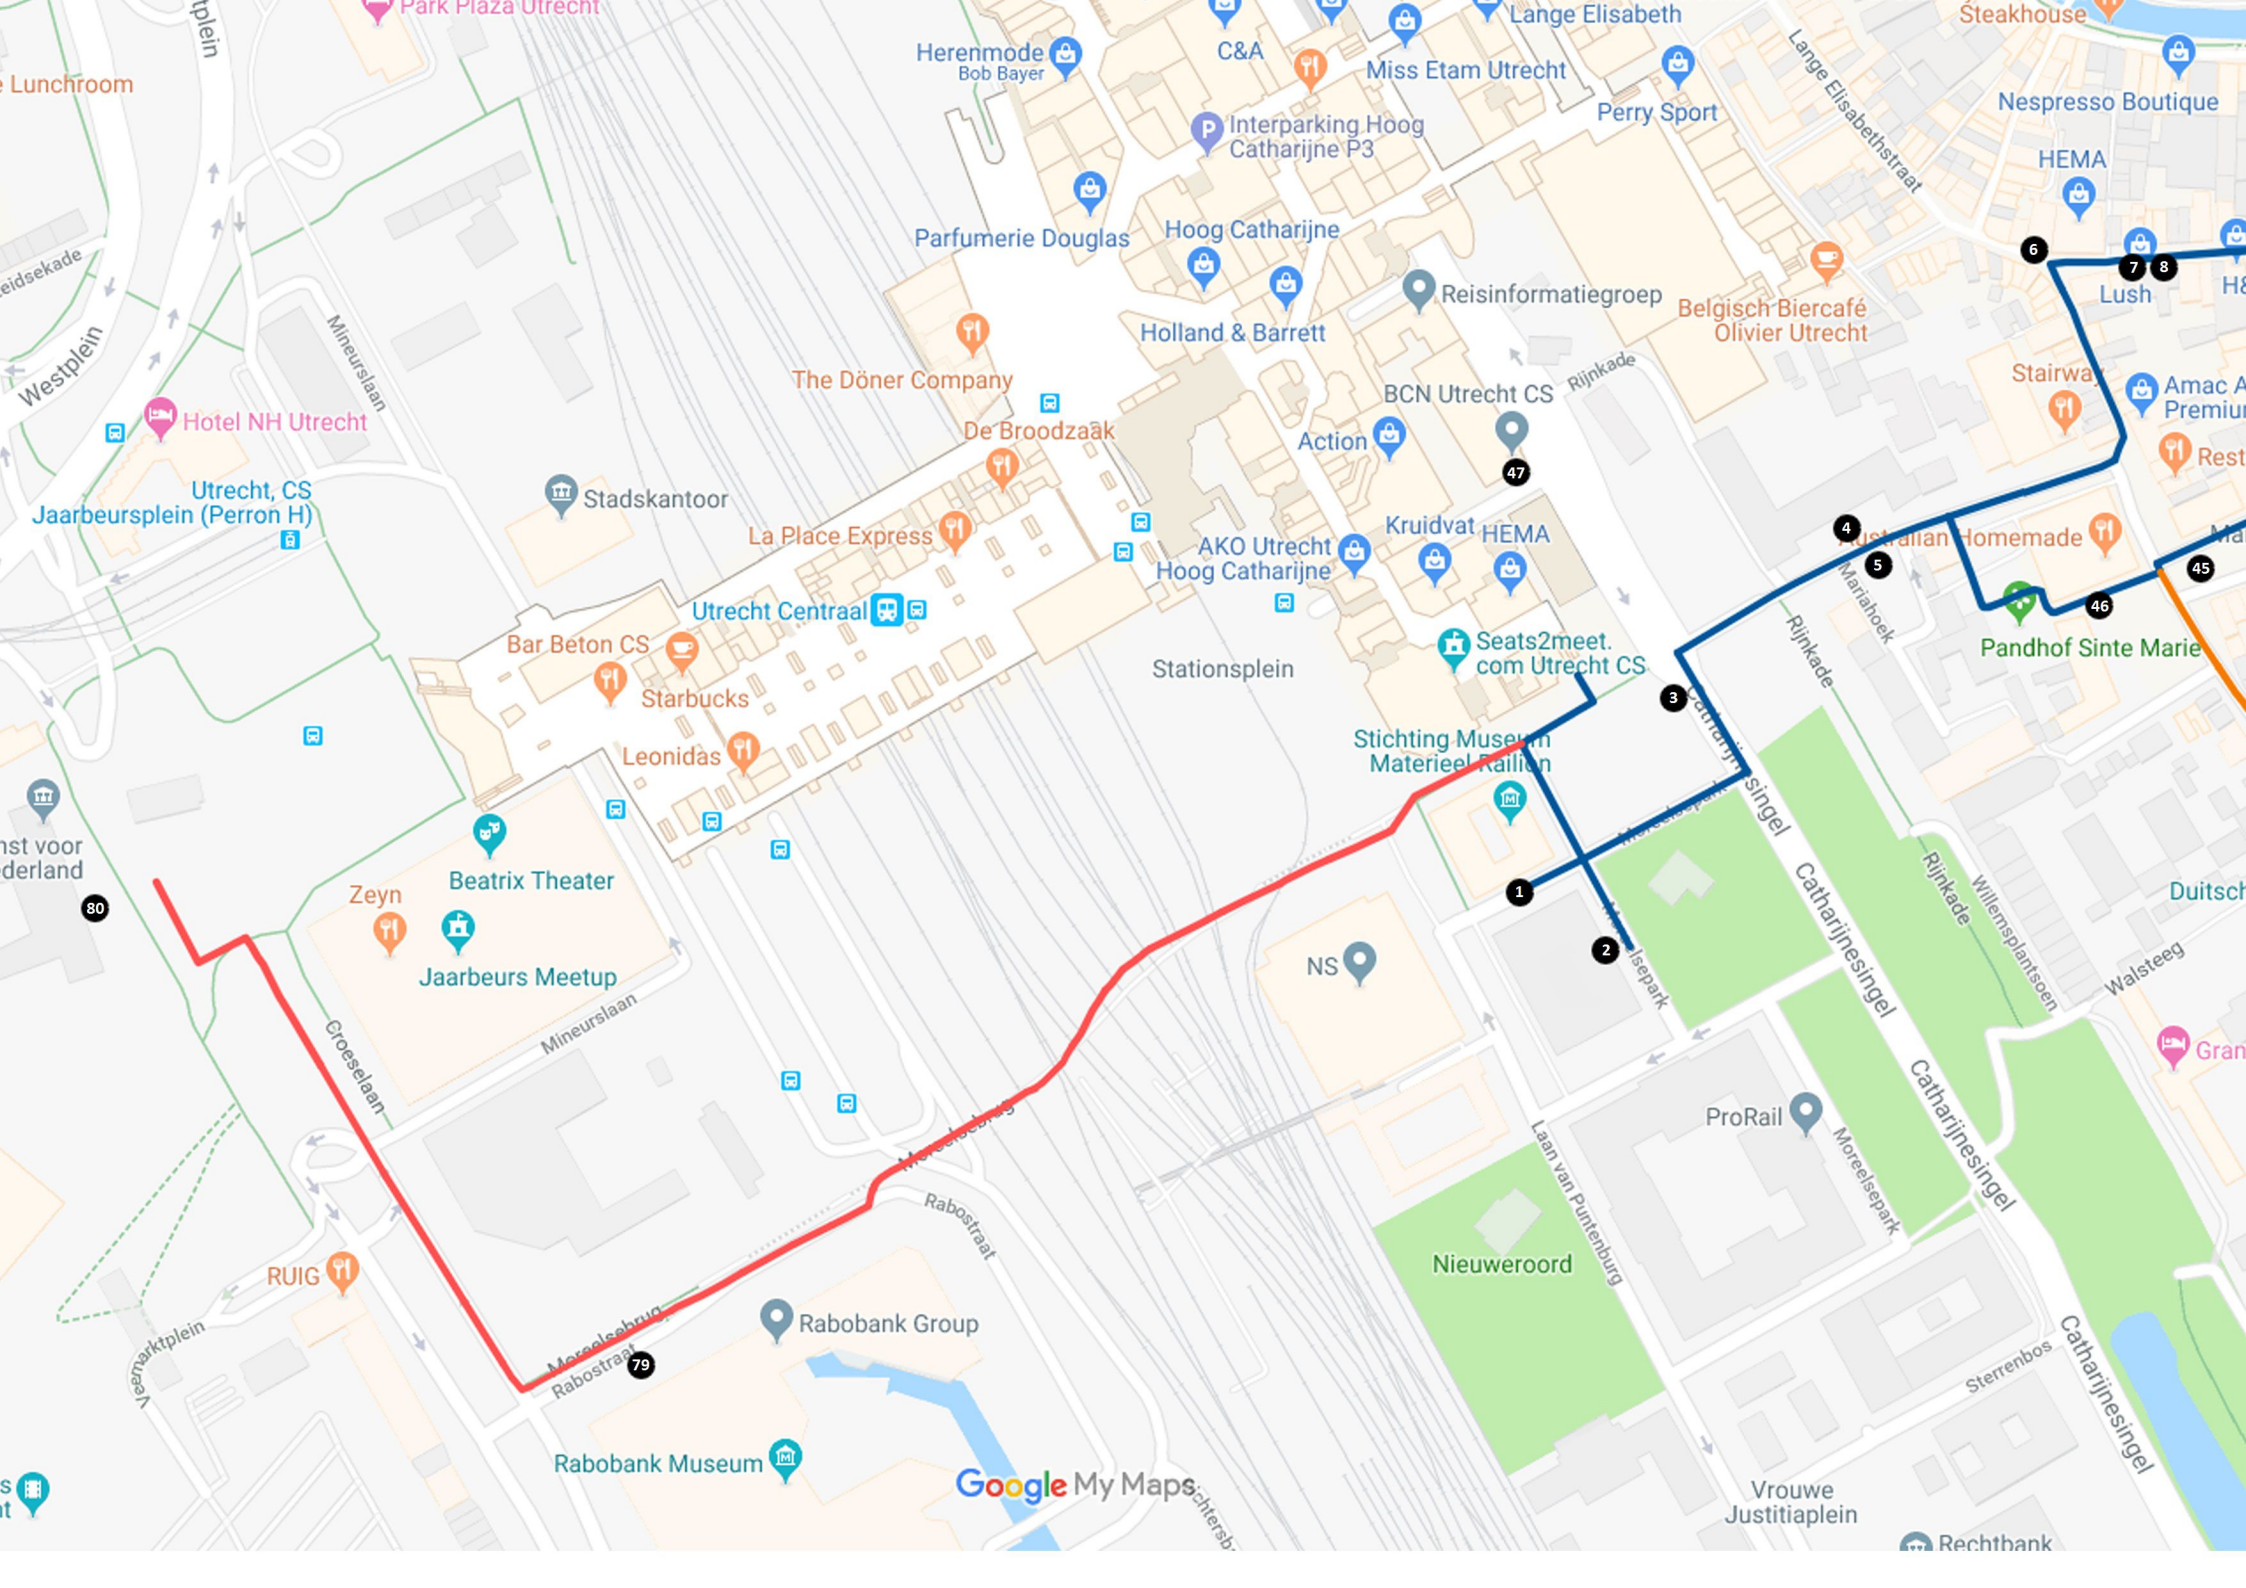 Park Plaza Utrecht
Lange Elisabeth
Steakhouse
C&A
Herenmode
Bob Bayer
Miss Etam Utrecht
Lange Elisabethstraat
Lunchroom
Nespresso Boutique
Perry Sport
P
Interparking Hoog
Catharijne P3
HEMA
Parfumerie Douglas
Hoog Catharijne
6
7
8
Lush
Reisinformatiegroep
Belgisch Biercafé
Olivier Utrecht
Holland & Barrett
Westplein
Mineurslaan
The Döner Company
Rijnkade
Stairway
BCN Utrecht CS
Hotel NH Utrecht
De Broodzaak
Action
47
Stadskantoor
Utrecht, CS
Jaarbeursplein (Perron H)
La Place Express
Kruidvat
HEMA
AKO Utrecht
Hoog Catharijne
4
Australian Homemade
5
45
46
Mariahoek
Utrecht Centraal
Bar Beton CS
Starbucks
Leonidas
Stationsplein
Seats2meet.
com Utrecht CS
Rijnkade
Pandhof Sinte Marie
3
Catharijnesingel
Stichting Museum
Materieel Railion
Moreelsepark
Beatrix Theater
Zeyn
80
1
2
Moreelsepark
Catharijnesingel
Rijnkade
Willemsplantsoen
Walsteeg
Jaarbeurs Meetup
NS
Mineurslaan
Croeselaan
Moreelsebrug
Catharijnesingel
ProRail
Laan van Puntenburg
Moreelsepark
Rabostraat
Nieuweroord
RUIG
Veemarktplein
Moreelsebrug
Rabostraat
79
Rabobank Group
Catharijnesingel
Sterrenbos
Rabobank Museum
Google My Maps
Vrouwe
Justitiaplein
Rechtbank